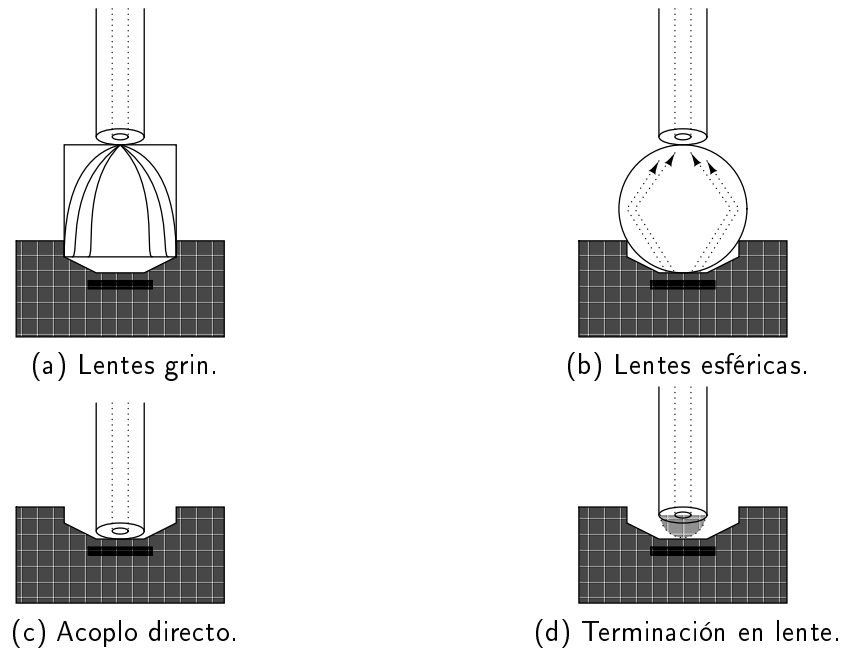 (a) Lentes grin.
(b) Lentes esféricas.
(c) Acoplo directo.
(d) Terminación en lente.